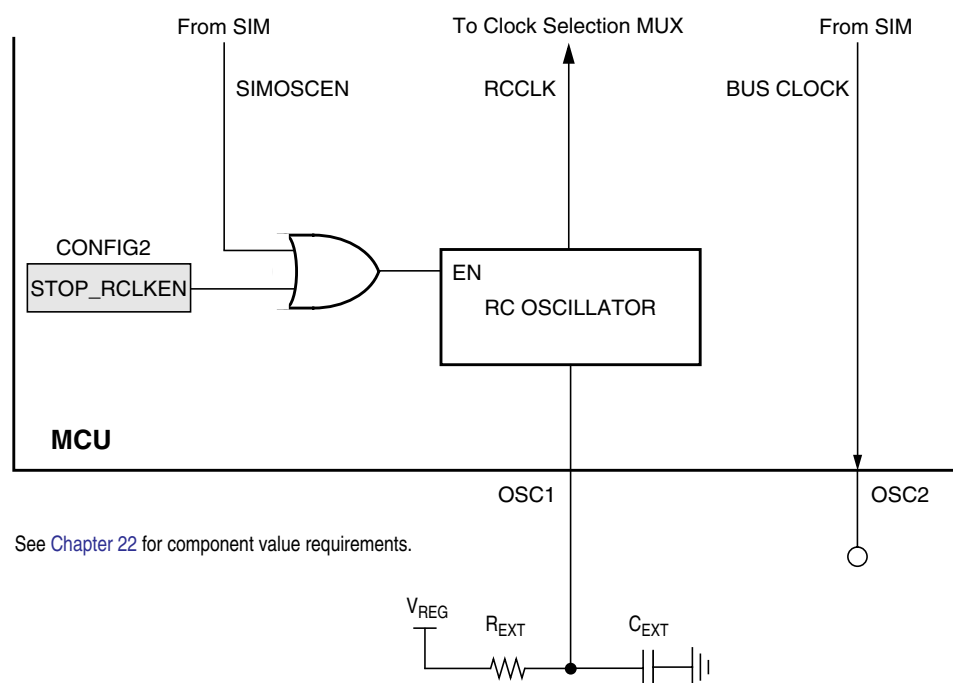 From SIM
To Clock Selection MUX
From SIM
SIMOSCEN
RCCLK
BUS CLOCK
CONFIG2
STOP_RCLKEN
EN
RC OSCILLATOR
MCU
OSC1
OSC2
See Chapter 22 for component value requirements.
VREG
REXT
CEXT